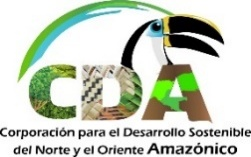 CDA
Corporación para el Desarrollo Sostenible
del Norte y el Oriente Amazónico